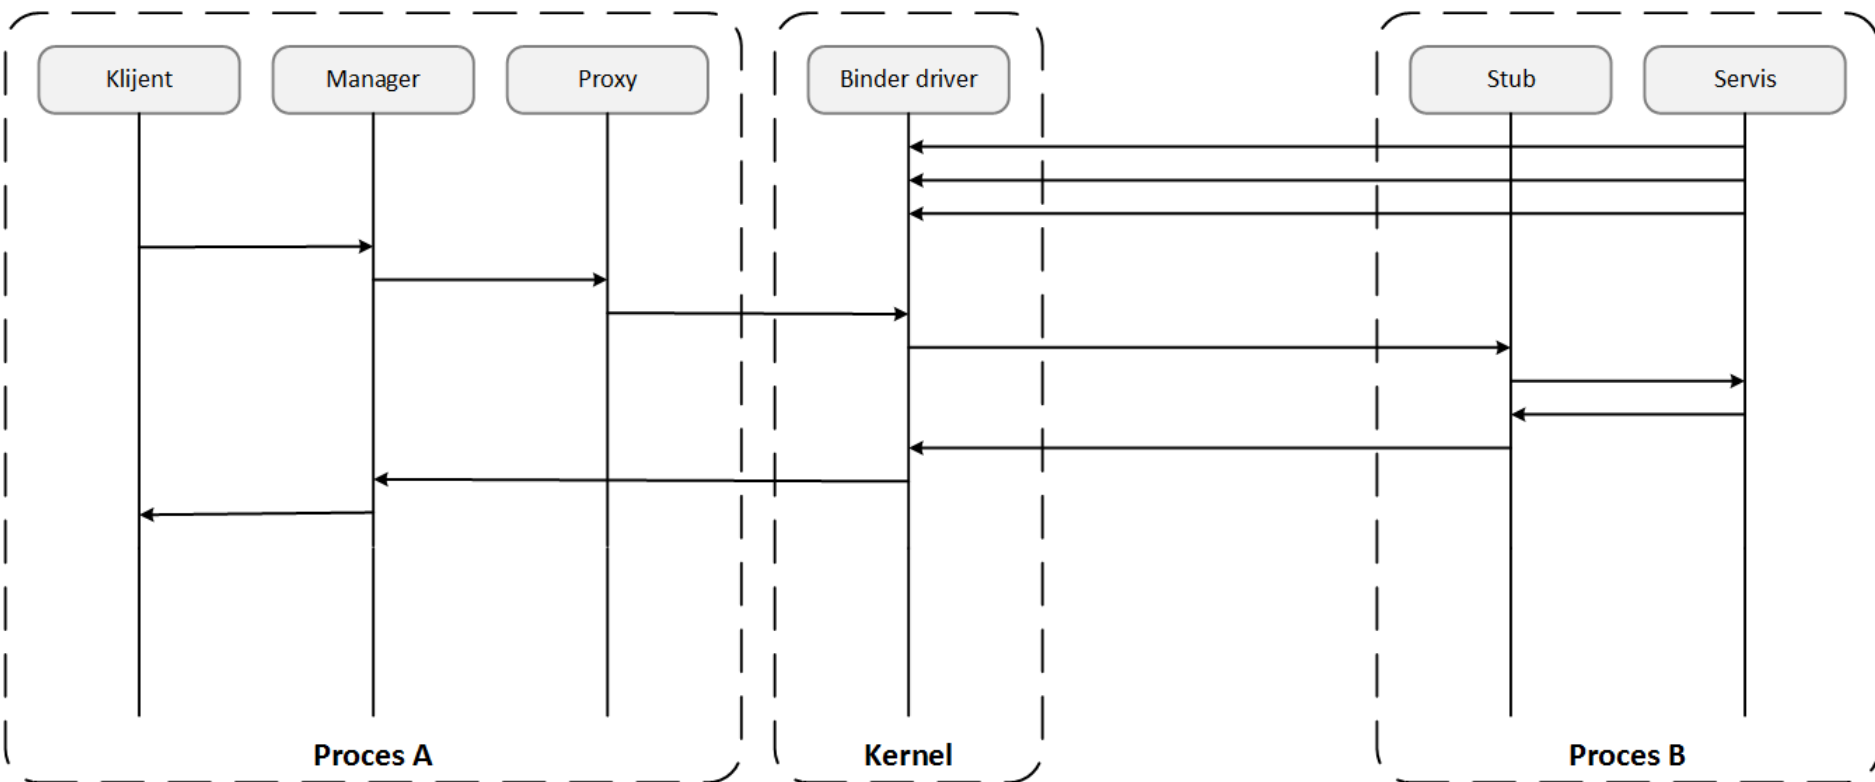 Klijent
Manager
Proxy
Binder driver
Stub
Servis
Proces A
Kernel
Proces B